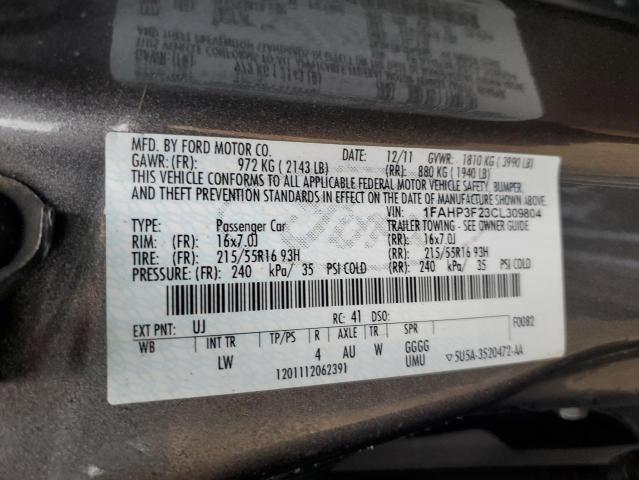 MFD. BY FORD MOTOR CO. DATE: 12/11 GVWR: 1810 KG ( 3990 LB)
GAWR: (FR): 972 KG ( 2143 LB) (RR): 880 KG ( 1940 LB)
THIS VEHICLE CONFORMS TO ALL APPLICABLE FEDERAL MOTOR VEHICLE SAFETY, BUMPER,
AND THEFT PREVENTION STANDARDS IN EFFECT ON THE DATE OF MANUFACTURE SHOWN ABOVE.
VIN: 1FAHP3F23CL309804
TYPE: Passenger Car TRAILER TOWING - SEE OWNER GUIDE
RIM: (FR): 16x7.0J (RR): 16x7.0J
TIRE: (FR): 215/55R16 93H (RR): 215/55R16 93H
PRESSURE: (FR): 240 kPa/ 35 PSI COLD (RR): 240 kPa/ 35 PSI COLD
Ford
EXT PNT: UJ RC: 41 DSO: F0082
WB INT TR TP/PS R AXLE TR SPR
LW 4 AU W GGGG
UMU
1201112062391
5U5A-3520472-AA